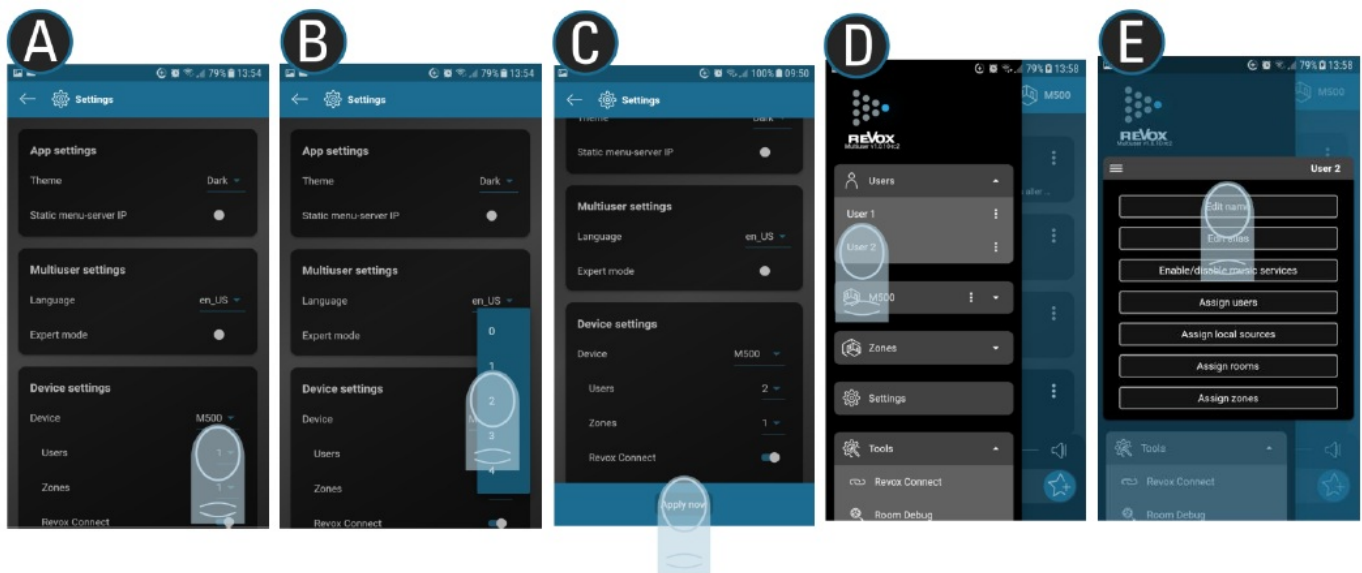 A
79% 13:54
Settings
App settings
Theme Dark
Static menu-server IP
Multiuser settings
Language en_US
Expert mode
Device settings
Device M500
Users 1
Zones 1
Revox Connect
B
79% 13:54
Settings
App settings
Theme Dark
Static menu-server IP
Multiuser settings
Language en_US
Expert mode
0
1
2
3
4
Device settings
Device
Users
Zones
Revox Connect
C
100% 09:50
Settings
Theme Dark
Static menu-server IP
Multiuser settings
Language en_US
Expert mode
Device settings
Device M500
Users 2
Zones 1
Revox Connect
Apply now
D
79% 13:58
M500
REVOX
Users
User 1
User 2
M500
Zones
Settings
Tools
Revox Connect
Room Debug
E
79% 13:58
M500
REVOX
User 2
Edit name
Edit alias
Enable/disable music services
Assign users
Assign local sources
Assign rooms
Assign zones
Tools
Revox Connect
Room Debug